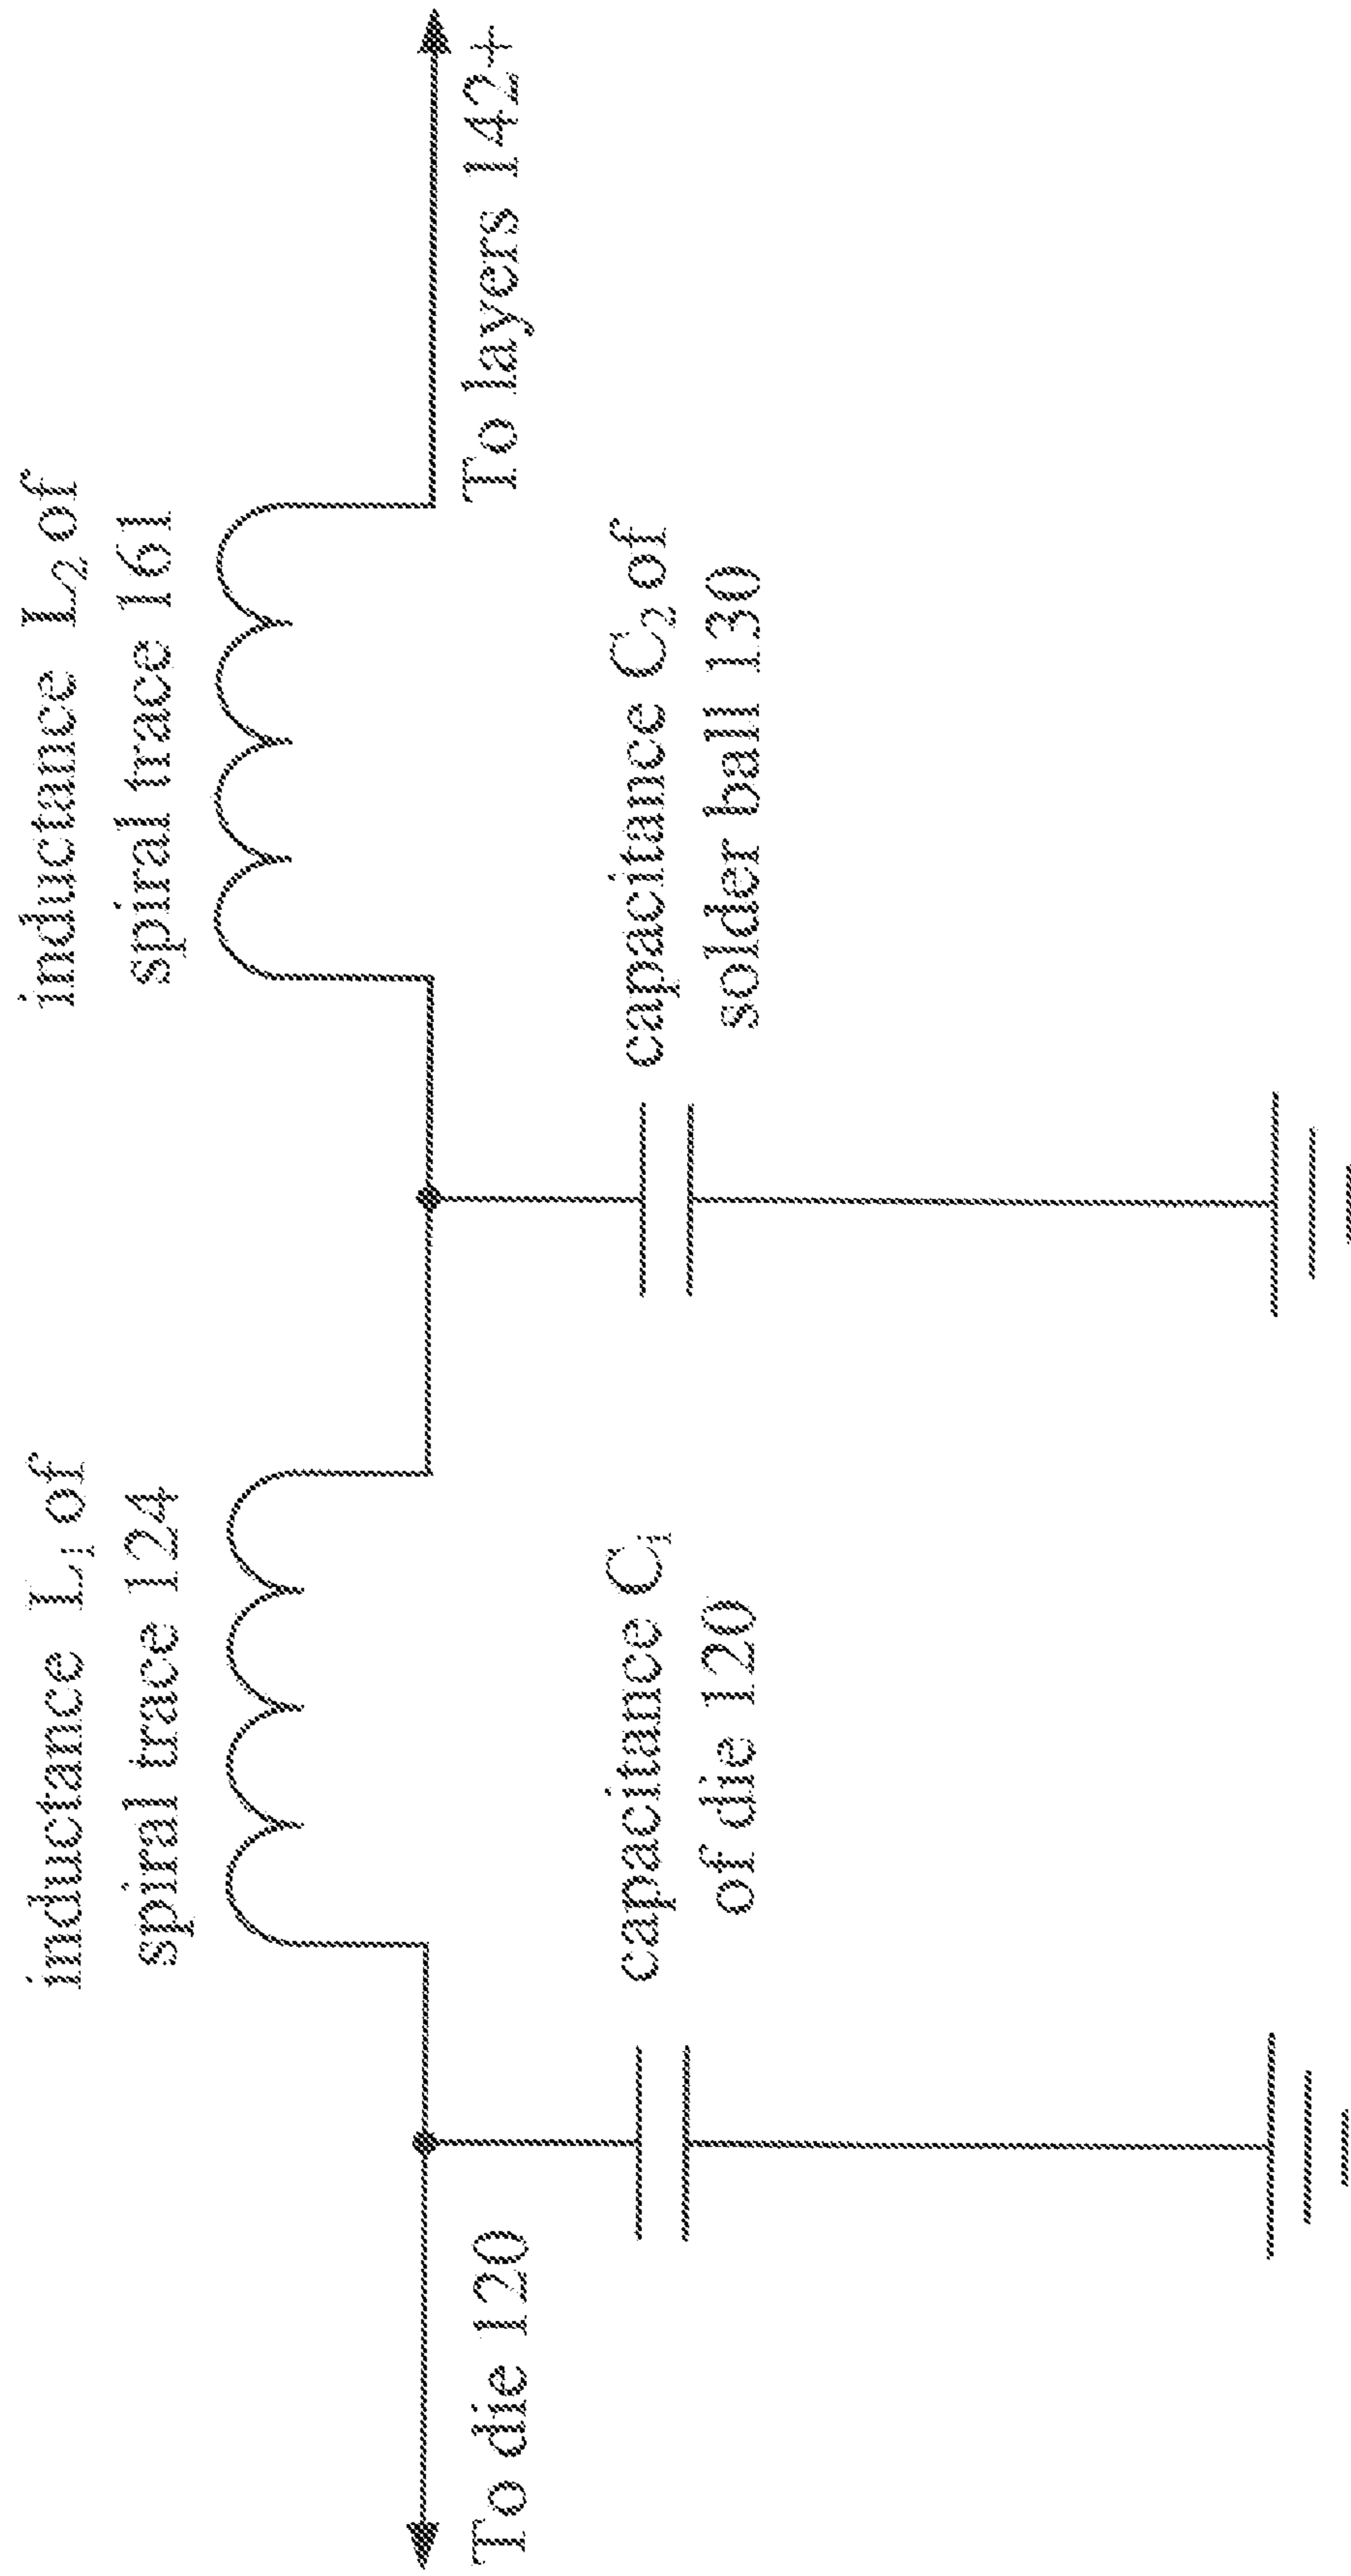 inductance L₁ of
spiral trace 124
inductance L₂ of
spiral trace 161
To die 120
To layers 142+
capacitance C₁
of die 120
capacitance C₂ of
solder ball 130